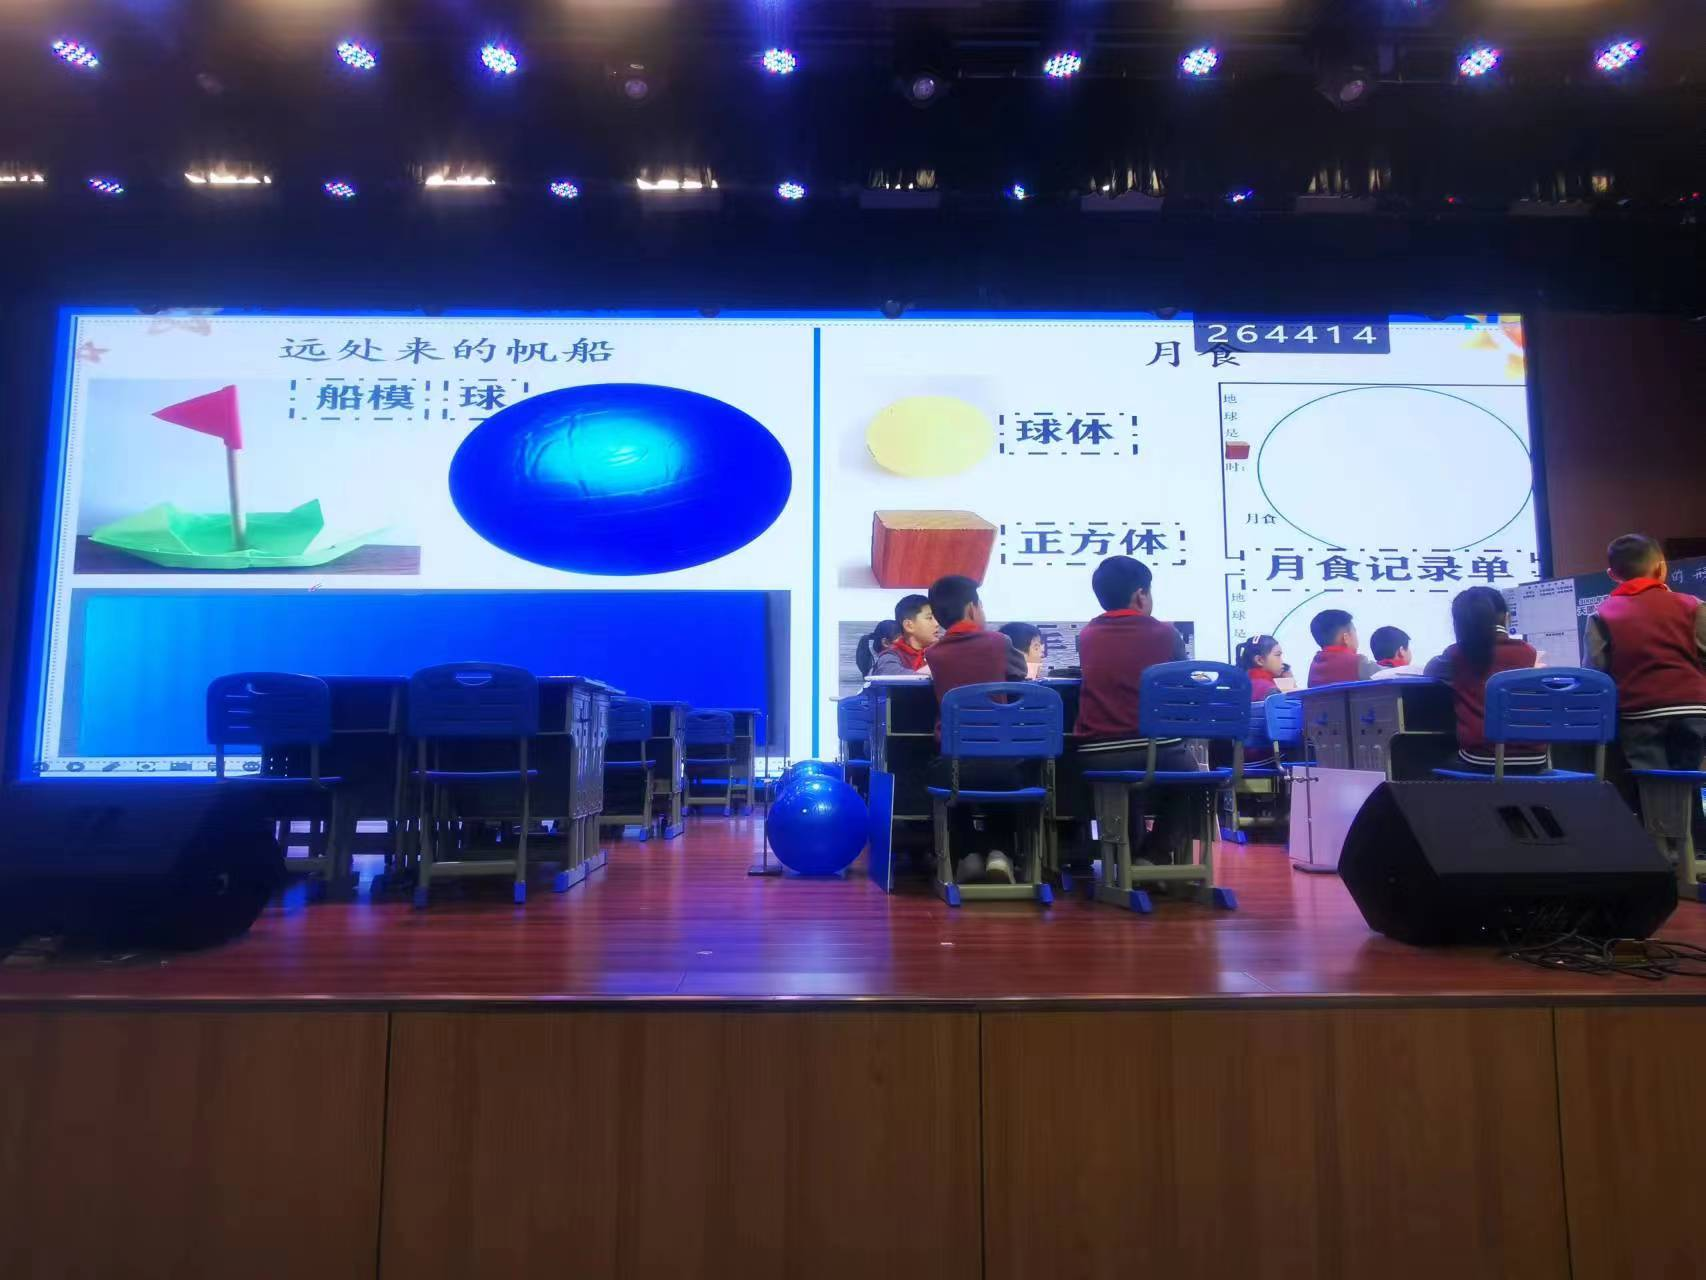 远处来的帆船
船模
球
264414
月食
球体
正方体
地球是
时：
月食
月食记录单
地球是